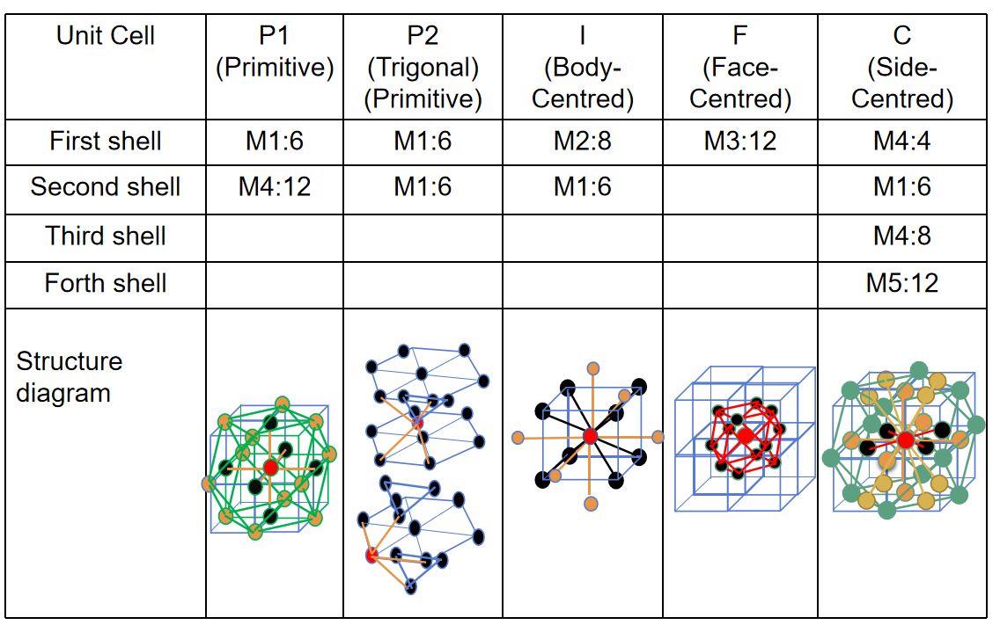 Unit Cell
P1
(Primitive)
P2
(Trigonal)
(Primitive)
I
(Body-
Centred)
F
(Face-
Centred)
C
(Side-
Centred)
First shell
M1:6
M1:6
M2:8
M3:12
M4:4
Second shell
M4:12
M1:6
M1:6
M1:6
Third shell
M4:8
Forth shell
M5:12
Structure
diagram